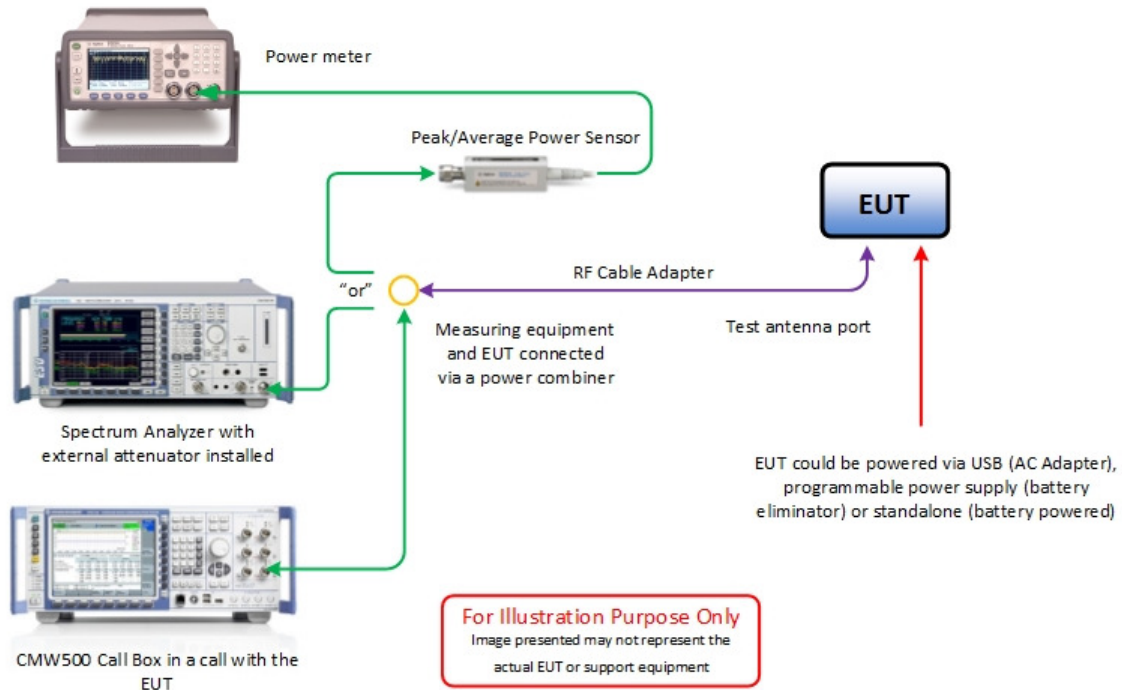 Power meter
Peak/Average Power Sensor
EUT
RF Cable Adapter
"or"
Measuring equipment
and EUT connected
via a power combiner
Test antenna port
Spectrum Analyzer with
external attenuator installed
EUT could be powered via USB (AC Adapter),
programmable power supply (battery
eliminator) or standalone (battery powered)
For Illustration Purpose Only
Image presented may not represent the
actual EUT or support equipment
CMW500 Call Box in a call with the
EUT